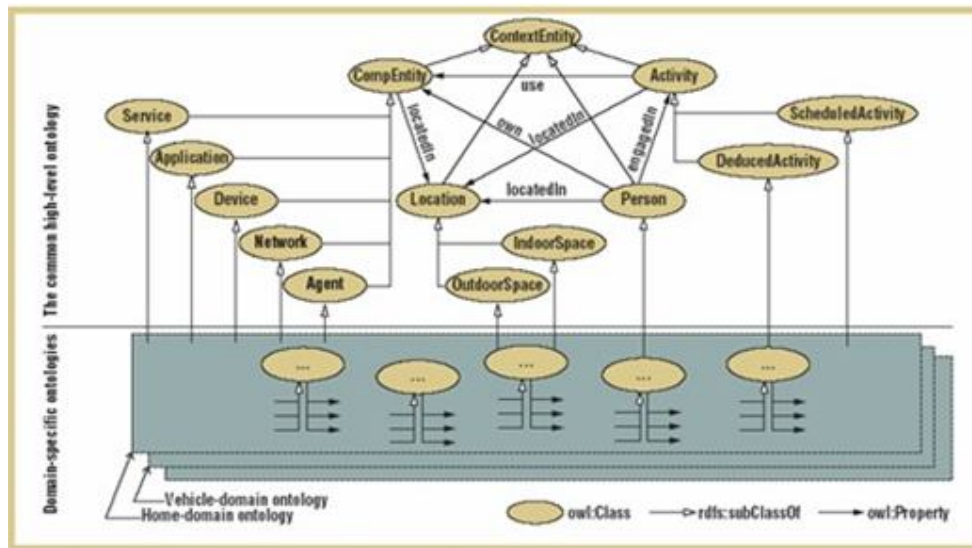 ContextEntity
CompEntity
Activity
use
Service
ScheduledActivity
locatedIn
own
locatedIn
engagedIn
Application
DeducedActivity
Device
locatedIn
Location
Person
Network
IndoorSpace
Agent
OutdoorSpace
The common high-level ontology
Domain-specific ontologies
...
...
...
...
...
Vehicle-domain ontology
Home-domain ontology
owl:Class
rdfs:subClassOf
owl:Property